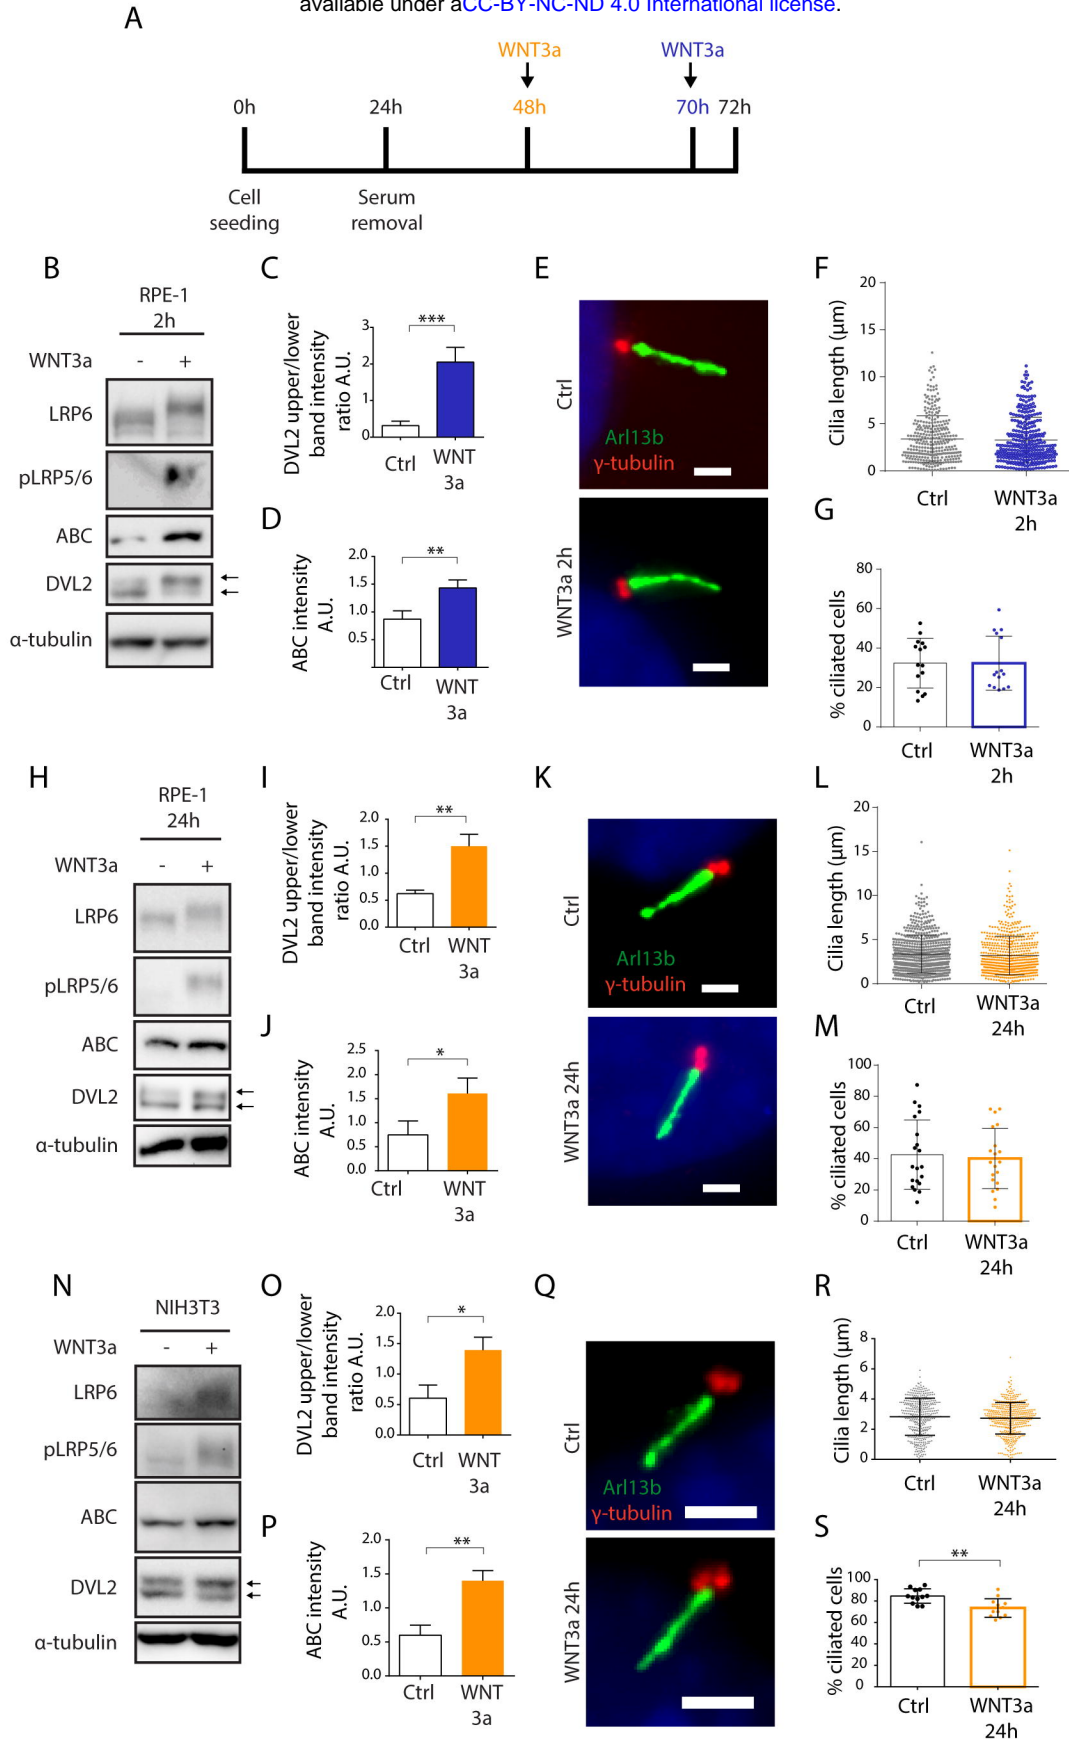 available under aCC-BY-NC-ND 4.0 International license.
A
WNT3a WNT3a
0h 24h 48h 70h 72h
Cell
seeding
Serum
removal
B
RPE-1
2h
WNT3a - +
LRP6
pLRP5/6
ABC
DVL2
α-tubulin
C
DVL2 upper/lower
band intensity
ratio A.U.
3
2
1
0
***
Ctrl
WNT
3a
D
ABC intensity
A.U.
2.0
1.5
1.0
0.5
**
Ctrl
WNT
3a
E
Ctrl
Arl13b
γ-tubulin
WNT3a 2h
F
Cilia length (μm)
20
15
10
5
0
Ctrl
WNT3a
2h
G
% ciliated cells
80
60
40
20
0
Ctrl
WNT3a
2h
H
RPE-1
24h
WNT3a - +
LRP6
pLRP5/6
ABC
DVL2
α-tubulin
I
DVL2 upper/lower
band intensity
ratio A.U.
2.0
1.5
1.0
0.5
0.0
**
Ctrl
WNT
3a
J
ABC intensity
A.U.
2.5
2.0
1.5
1.0
0.5
0.0
*
Ctrl
WNT
3a
K
Ctrl
Arl13b
γ-tubulin
WNT3a 24h
L
Cilia length (μm)
20
15
10
5
0
Ctrl
WNT3a
24h
M
% ciliated cells
100
80
60
40
20
0
Ctrl
WNT3a
24h
N
NIH3T3
WNT3a - +
LRP6
pLRP5/6
ABC
DVL2
α-tubulin
O
DVL2 upper/lower
band intensity
ratio A.U.
2.0
1.5
1.0
0.5
0.0
*
Ctrl
WNT
3a
P
ABC intensity
A.U.
2.0
1.5
1.0
0.5
0.0
**
Ctrl
WNT
3a
Q
Ctrl
Arl13b
γ-tubulin
WNT3a 24h
R
Cilia length (μm)
8
6
4
2
0
Ctrl
WNT3a
24h
S
% ciliated cells
100
80
60
40
20
0
**
Ctrl
WNT3a
24h